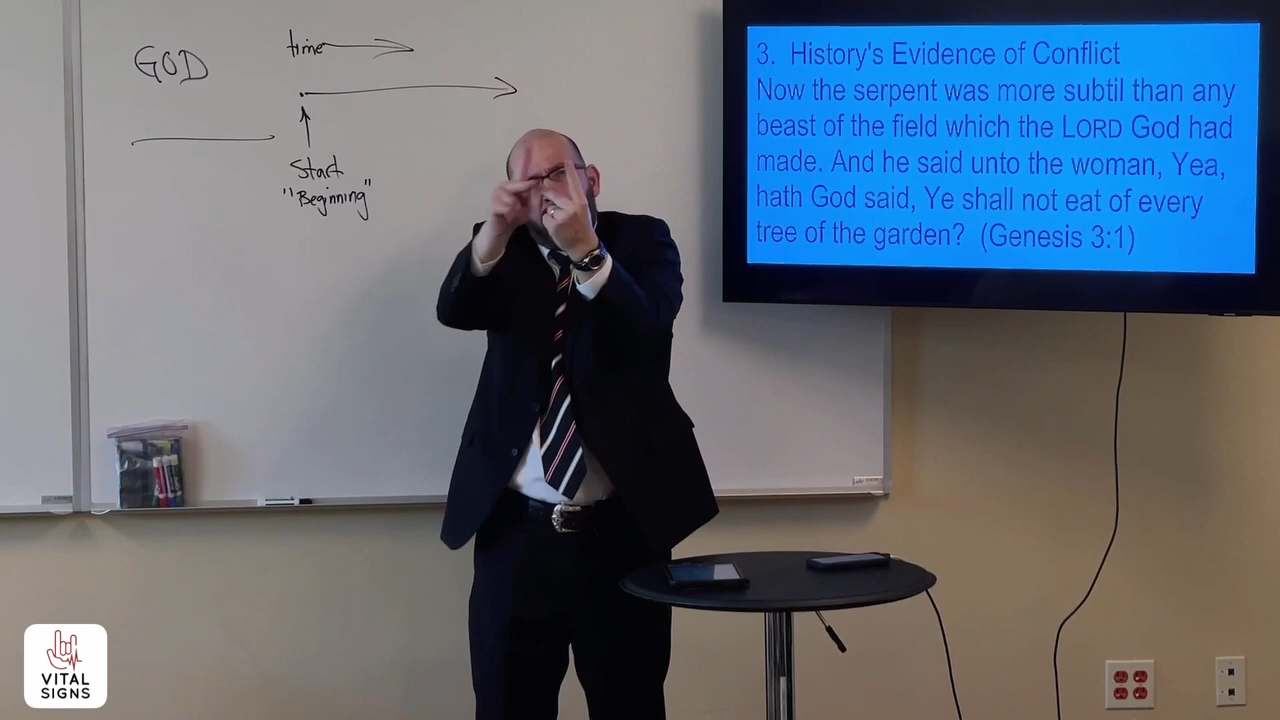 GOD
time
Start
"Beginning"
3. History's Evidence of Conflict
Now the serpent was more subtil than any
beast of the field which the LORD God had
made. And he said unto the woman, Yea,
hath God said, Ye shall not eat of every
tree of the garden? (Genesis 3:1)
VITAL
SIGNS